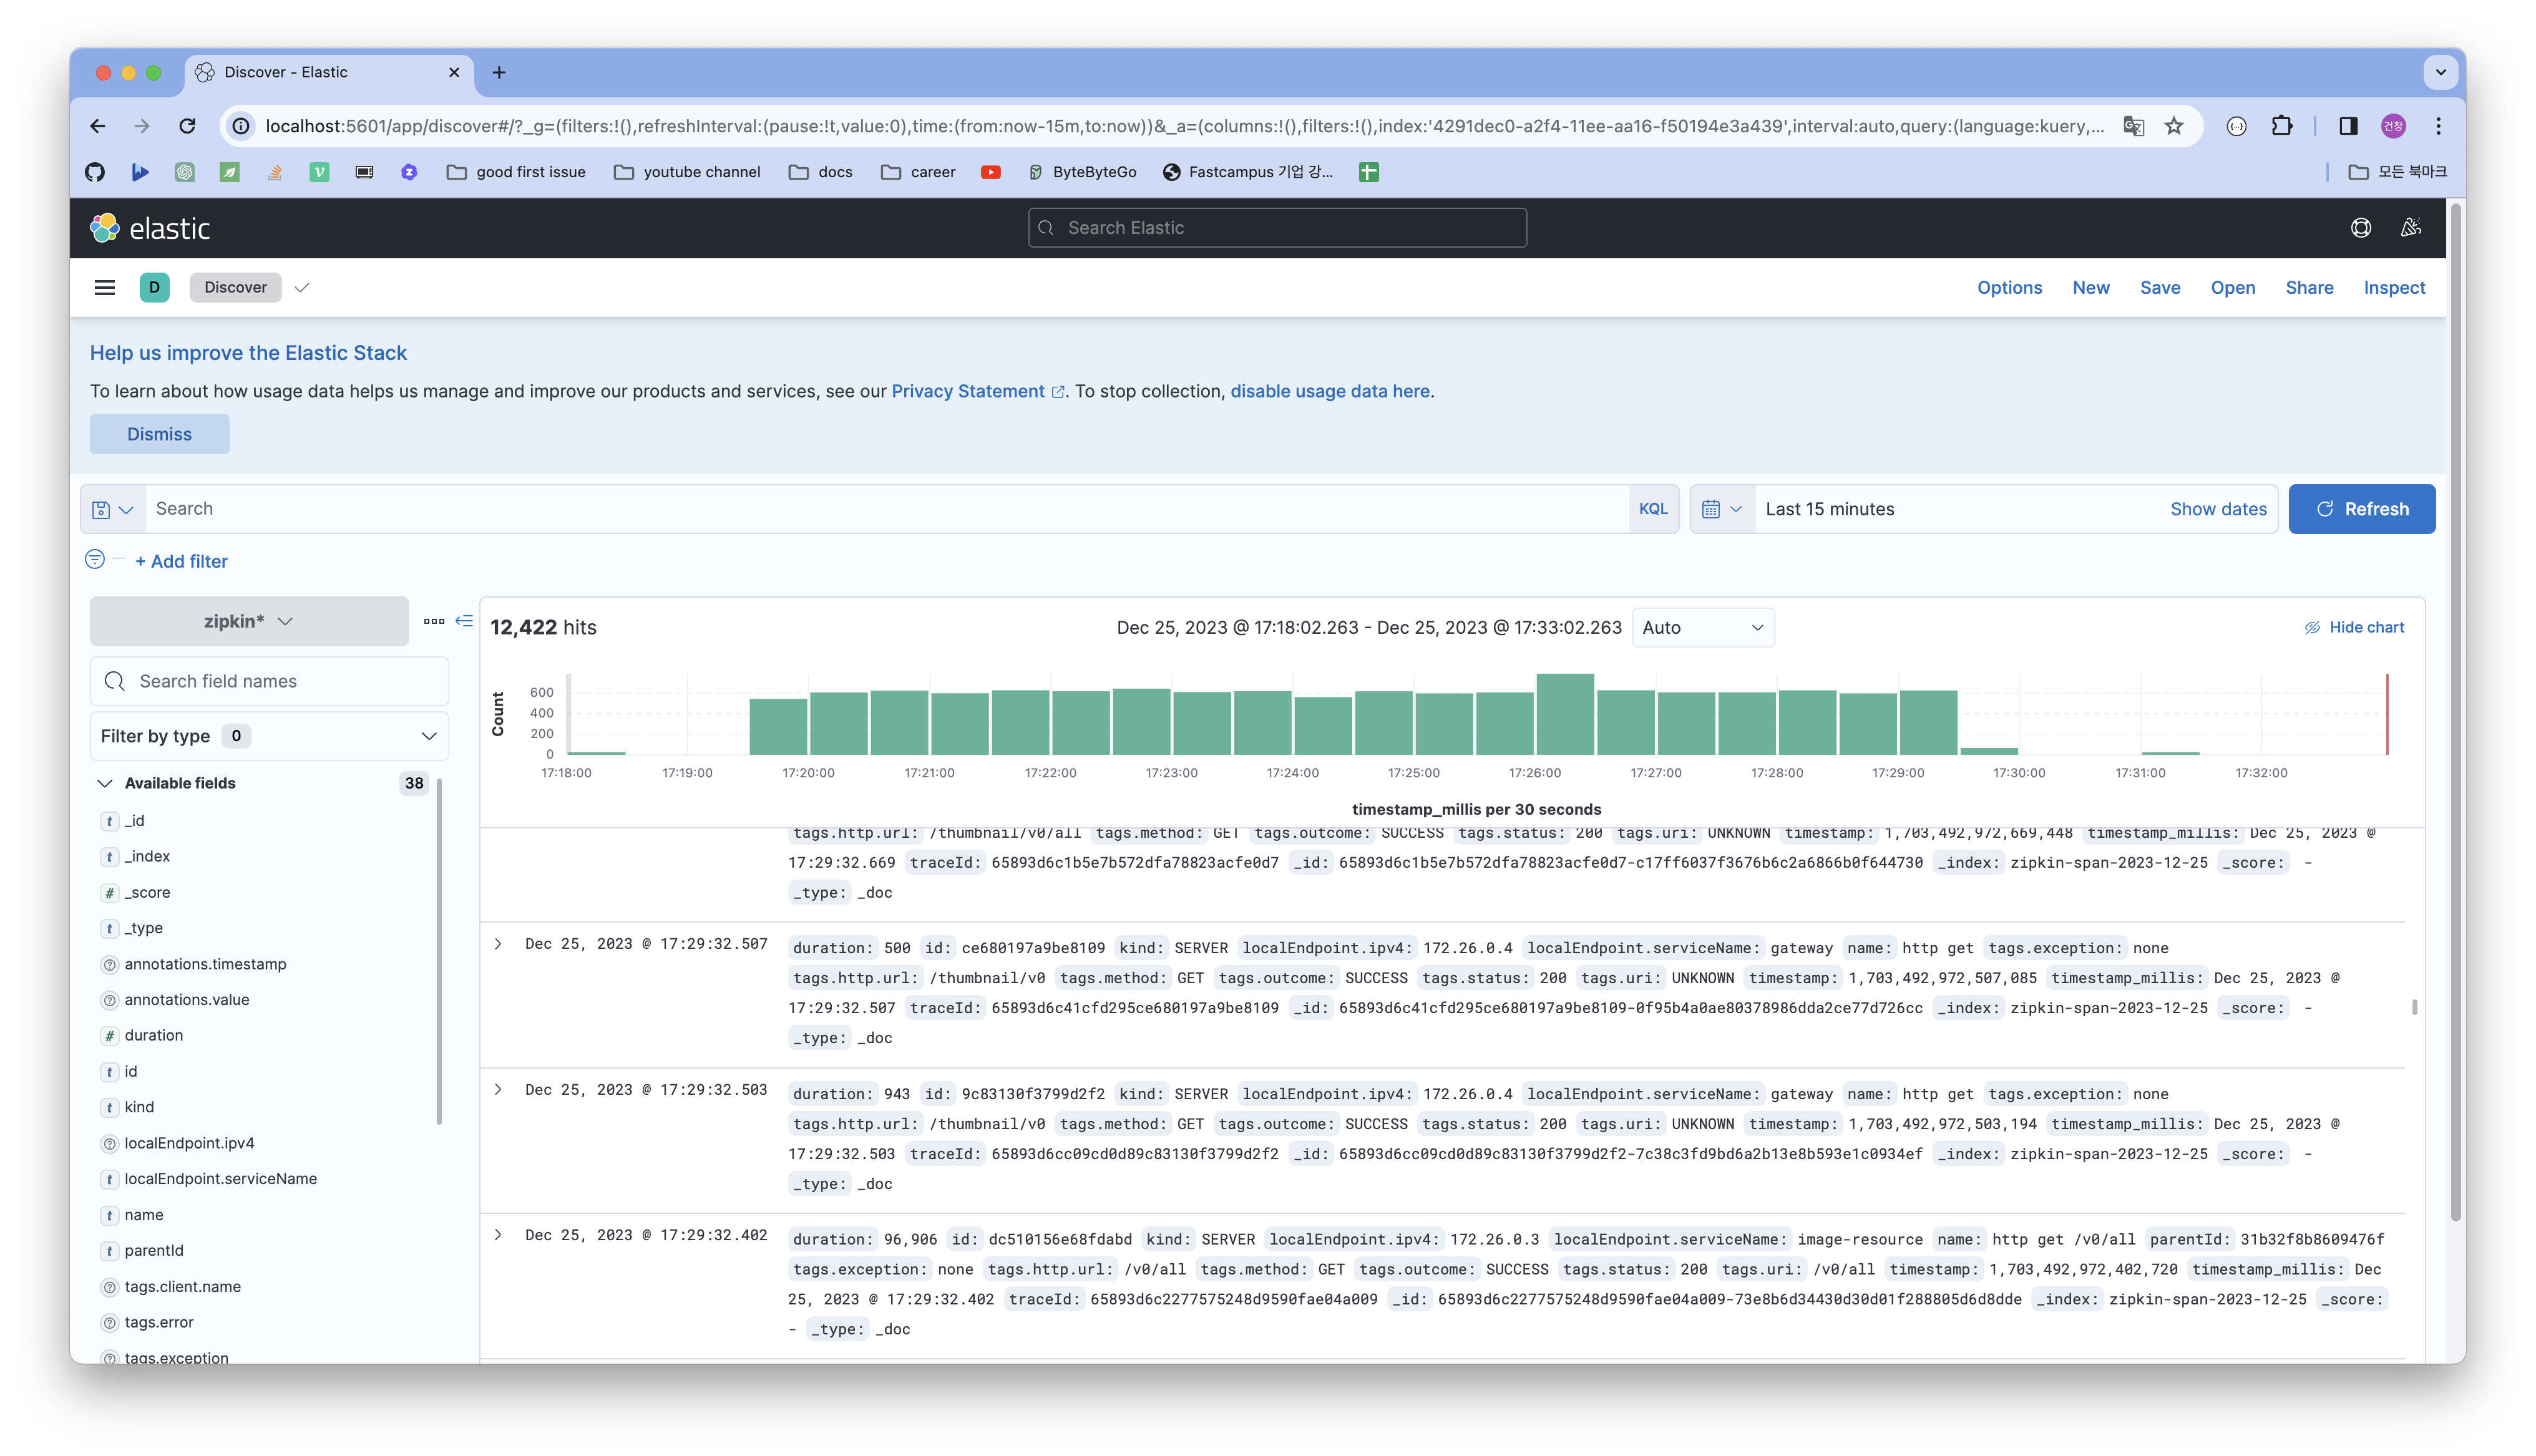 Discover - Elastic
localhost:5601/app/discover#/?_g=(filters:!(),refreshInterval:(pause:!t,value:0),time:(from:now-15m,to:now))&_a=(columns:!(),filters:!(),index:'4291dec0-a2f4-11ee-aa16-f50194e3a439',interval:auto,query:(language:kuery,...
건창
good first issue youtube channel docs career ByteByteGo Fastcampus 기업 강... 모든 북마크
elastic
Search Elastic
D Discover Options New Save Open Share Inspect
Help us improve the Elastic Stack
To learn about how usage data helps us manage and improve our products and services, see our Privacy Statement. To stop collection, disable usage data here.
Dismiss
Search KQL Last 15 minutes Show dates Refresh
+ Add filter
zipkin*
Search field names
Filter by type 0
Available fields 38
_id
_index
_score
_type
annotations.timestamp
annotations.value
duration
id
kind
localEndpoint.ipv4
localEndpoint.serviceName
name
parentId
tags.client.name
tags.error
tags.exception
12,422 hits Dec 25, 2023 @ 17:18:02.263 - Dec 25, 2023 @ 17:33:02.263 Auto Hide chart
Count
600
400
200
0
17:18:00 17:19:00 17:20:00 17:21:00 17:22:00 17:23:00 17:24:00 17:25:00 17:26:00 17:27:00 17:28:00 17:29:00 17:30:00 17:31:00 17:32:00
timestamp_millis per 30 seconds
tags.http.url: /thumbnail/v0/all tags.method: GET tags.outcome: SUCCESS tags.status: 200 tags.uri: UNKNOWN timestamp: 1,703,492,972,669,448 timestamp_millis: Dec 25, 2023 @
17:29:32.669 traceId: 65893d6c1b5e7b572dfa78823acfe0d7 _id: 65893d6c1b5e7b572dfa78823acfe0d7-c17ff6037f3676b6c2a6866b0f644730 _index: zipkin-span-2023-12-25 _score: -
_type: _doc
Dec 25, 2023 @ 17:29:32.507 duration: 500 id: ce680197a9be8109 kind: SERVER localEndpoint.ipv4: 172.26.0.4 localEndpoint.serviceName: gateway name: http get tags.exception: none
tags.http.url: /thumbnail/v0 tags.method: GET tags.outcome: SUCCESS tags.status: 200 tags.uri: UNKNOWN timestamp: 1,703,492,972,507,085 timestamp_millis: Dec 25, 2023 @
17:29:32.507 traceId: 65893d6c41cfd295ce680197a9be8109 _id: 65893d6c41cfd295ce680197a9be8109-0f95b4a0ae80378986dda2ce77d726cc _index: zipkin-span-2023-12-25 _score: -
_type: _doc
Dec 25, 2023 @ 17:29:32.503 duration: 943 id: 9c83130f3799d2f2 kind: SERVER localEndpoint.ipv4: 172.26.0.4 localEndpoint.serviceName: gateway name: http get tags.exception: none
tags.http.url: /thumbnail/v0 tags.method: GET tags.outcome: SUCCESS tags.status: 200 tags.uri: UNKNOWN timestamp: 1,703,492,972,503,194 timestamp_millis: Dec 25, 2023 @
17:29:32.503 traceId: 65893d6cc09cd0d89c83130f3799d2f2 _id: 65893d6cc09cd0d89c83130f3799d2f2-7c38c3fd9bd6a2b13e8b593e1c0934ef _index: zipkin-span-2023-12-25 _score: -
_type: _doc
Dec 25, 2023 @ 17:29:32.402 duration: 96,906 id: dc510156e68fdabd kind: SERVER localEndpoint.ipv4: 172.26.0.3 localEndpoint.serviceName: image-resource name: http get /v0/all parentId: 31b32f8b8609476f
tags.exception: none tags.http.url: /v0/all tags.method: GET tags.outcome: SUCCESS tags.status: 200 tags.uri: /v0/all timestamp: 1,703,492,972,402,720 timestamp_millis: Dec
25, 2023 @ 17:29:32.402 traceId: 65893d6c2277575248d9590fae04a009 _id: 65893d6c2277575248d9590fae04a009-73e8b6d34430d30d01f288805d6d8dde _index: zipkin-span-2023-12-25 _score:
- _type: _doc